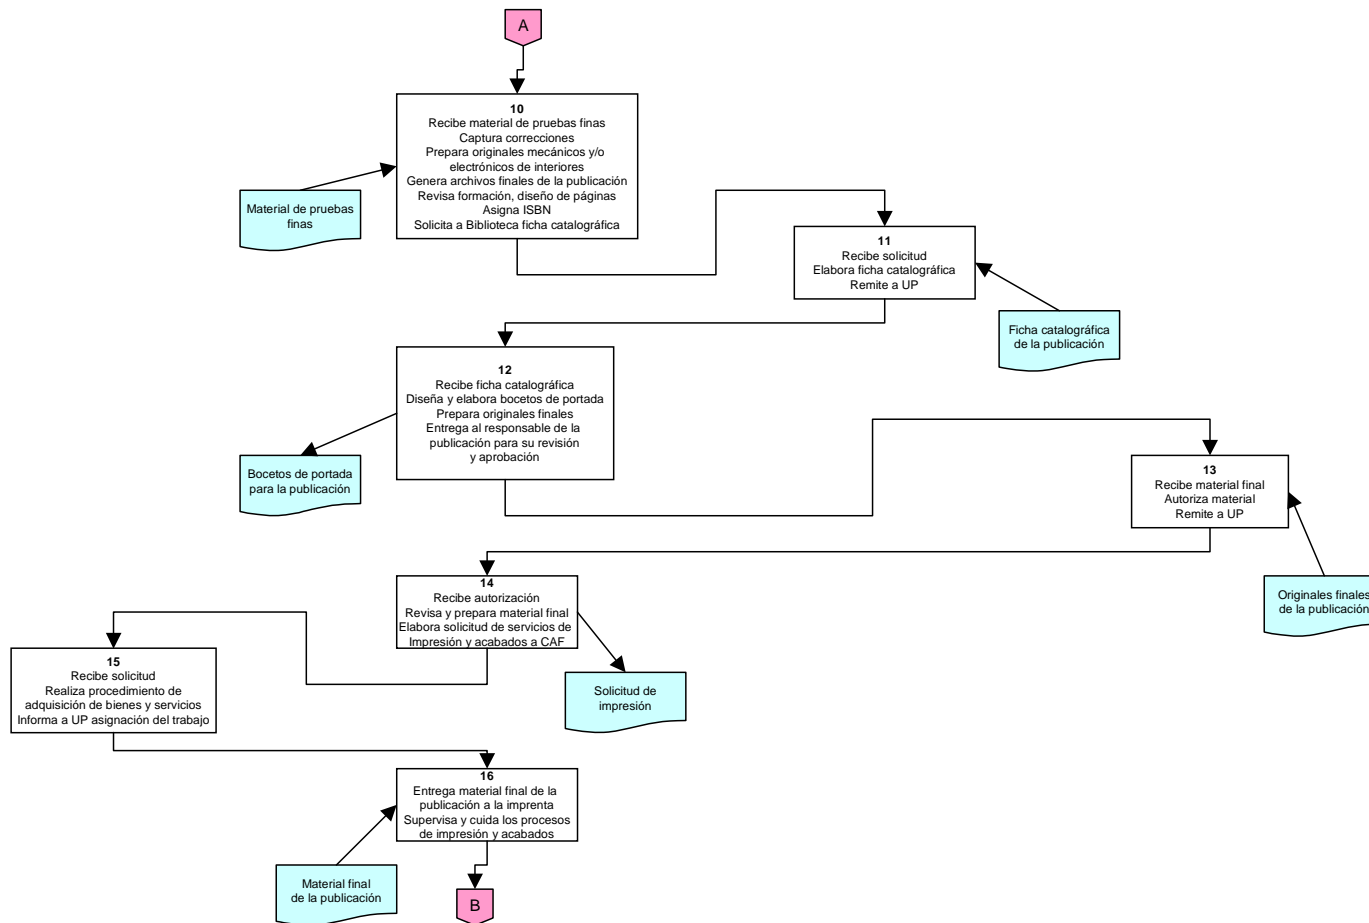 A
10
Recibe material de pruebas finas
Captura correcciones
Prepara originales mecánicos y/o
electrónicos de interiores
Genera archivos finales de la publicación
Revisa formación, diseño de páginas
Asigna ISBN
Solicita a Biblioteca ficha catalográfica
Material de pruebas
finas
11
Recibe solicitud
Elabora ficha catalográfica
Remite a UP
Ficha catalográfica
de la publicación
12
Recibe ficha catalográfica
Diseña y elabora bocetos de portada
Prepara originales finales
Entrega al responsable de la
publicación para su revisión
y aprobación
Bocetos de portada
para la publicación
13
Recibe material final
Autoriza material
Remite a UP
Originales finales
de la publicación
14
Recibe autorización
Revisa y prepara material final
Elabora solicitud de servicios de
Impresión y acabados a CAF
Solicitud de
impresión
15
Recibe solicitud
Realiza procedimiento de
adquisición de bienes y servicios
Informa a UP asignación del trabajo
16
Entrega material final de la
publicación a la imprenta
Supervisa y cuida los procesos
de impresión y acabados
Material final
de la publicación
B